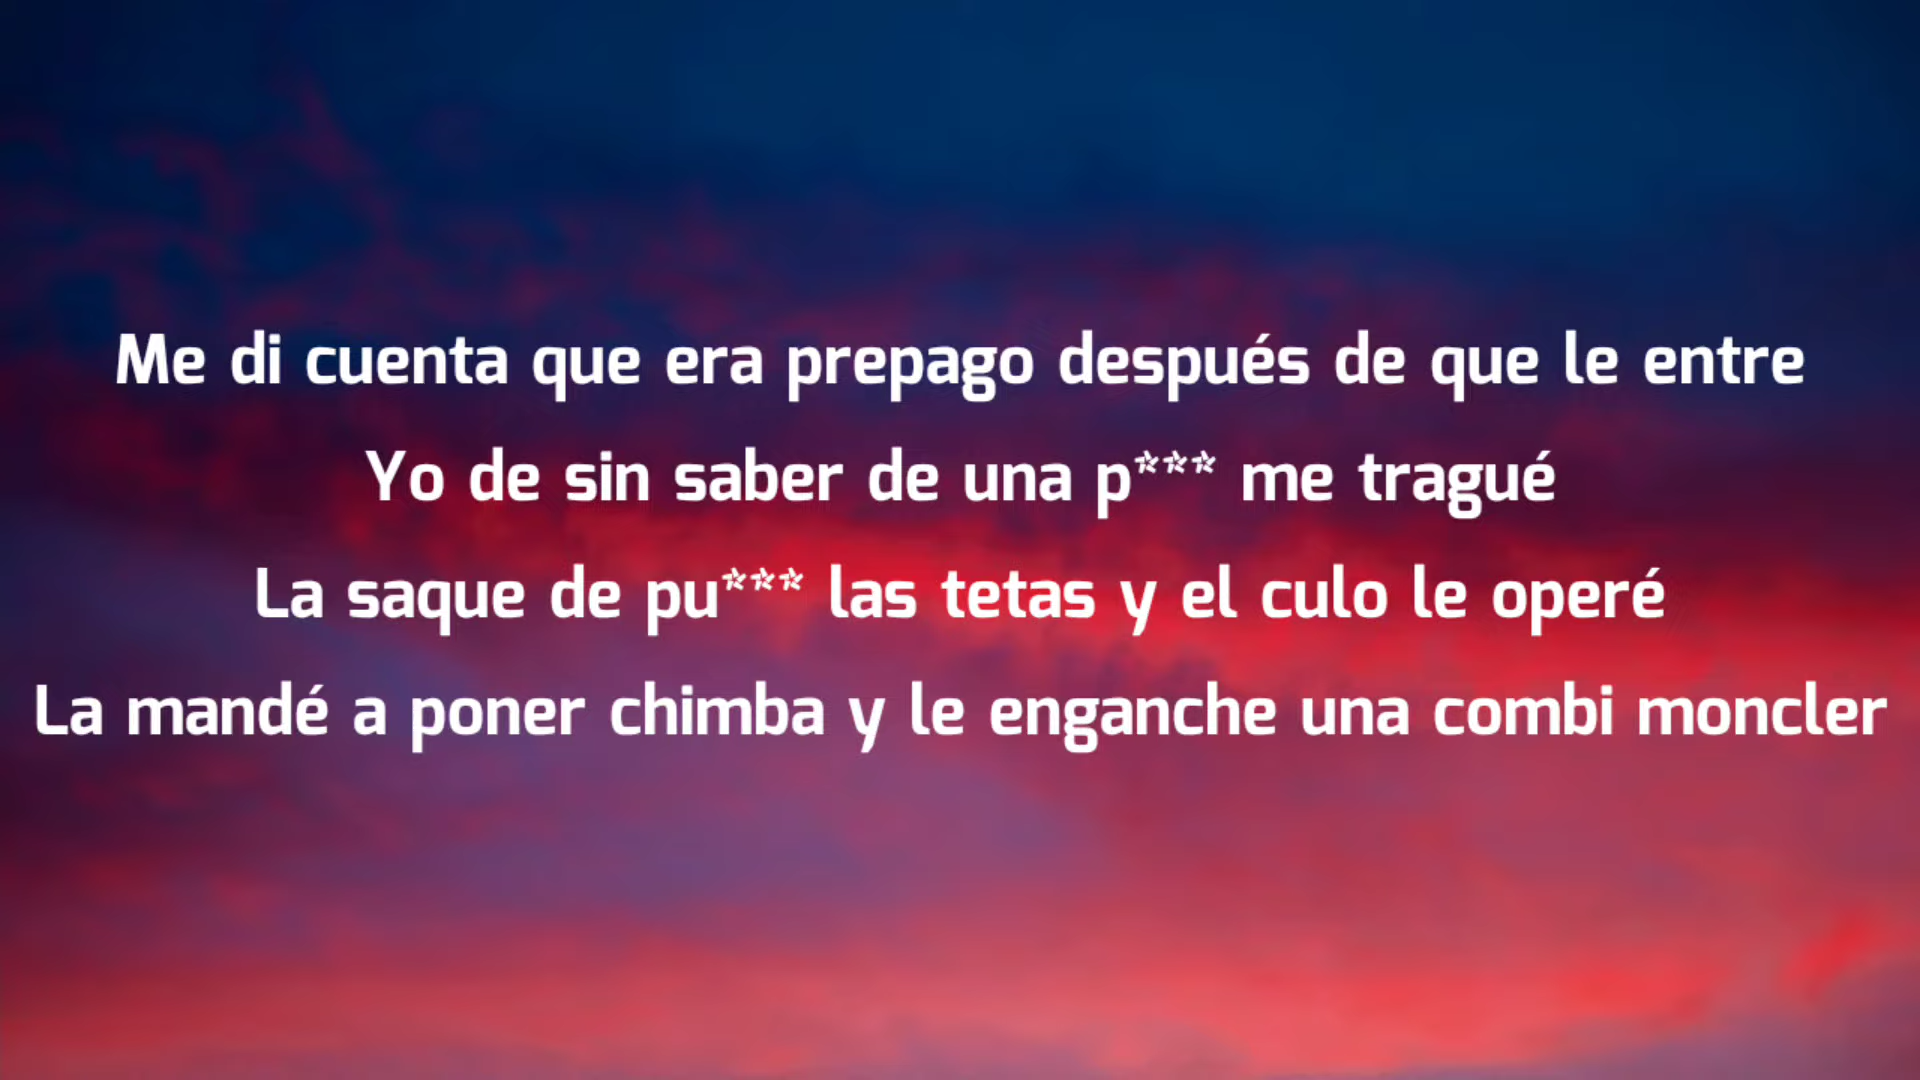 Me di cuenta que era prepago después de que le entre
Yo de sin saber de una p*** me tragué
La saque de pu*** las tetas y el culo le operé
La mandé a poner chimba y le enganche una combi moncler